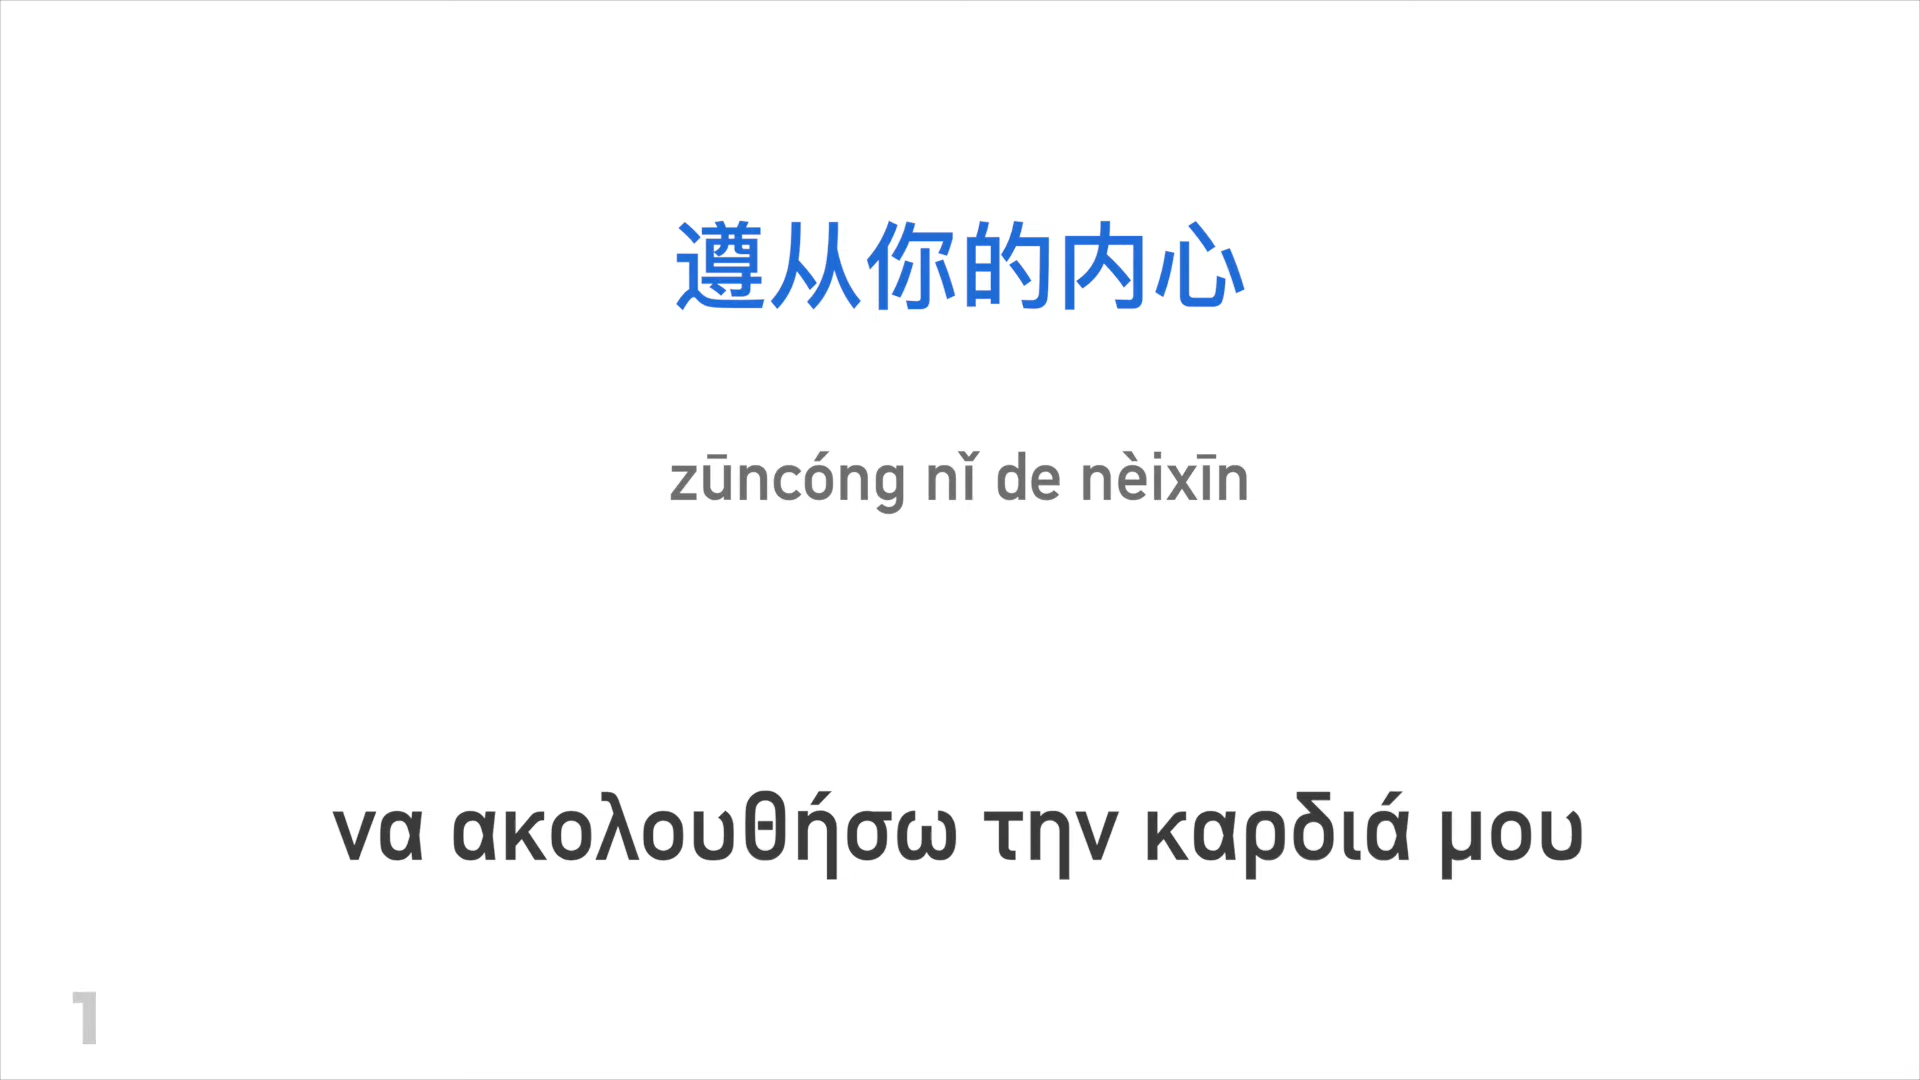 遵从你的内心
zūncóng nǐ de nèixīn
να ακολουθήσω την καρδιά μου
1